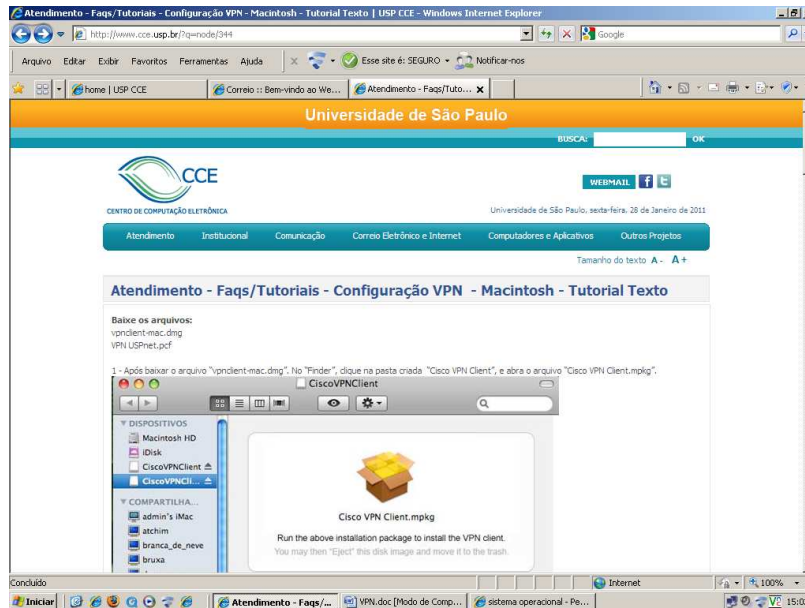 Atendimento - Faqs/Tutoriais - Configuração VPN - Macintosh - Tutorial Texto | USP CCE - Windows Internet Explorer
http://www.cce.usp.br/?q=node/344
Google
Arquivo Editar Exibir Favoritos Ferramentas Ajuda
Esse site é: SEGURO
Notificar-nos
home | USP CCE
Correio :: Bem-vindo ao We...
Atendimento - Faqs/Tuto...
Universidade de São Paulo
BUSCA:
OK
CCE
CENTRO DE COMPUTAÇÃO ELETRÔNICA
WEBMAIL
Universidade de São Paulo, sexta-feira, 28 de Janeiro de 2011
Atendimento Institucional Comunicação Correio Eletrônico e Internet Computadores e Aplicativos Outros Projetos
Tamanho do texto A - A +
Atendimento - Faqs/Tutoriais - Configuração VPN - Macintosh - Tutorial Texto
Baixe os arquivos:
vpnclient-mac.dmg
VPN USPnet.pcf
1 - Após baixar o arquivo "vpnclient-mac.dmg". No "Finder", clique na pasta criada "Cisco VPN Client", e abra o arquivo "Cisco VPN Client.mpkg".
CiscoVPNClient
DISPOSITIVOS
Macintosh HD
iDisk
CiscoVPNClient
CiscoVPNCli...
COMPARTILHA...
admin's iMac
atchim
branca_de_neve
bruxa
Cisco VPN Client.mpkg
Run the above installation package to install the VPN client.
You may then "Eject" this disk image and move it to the trash.
Concluído
Internet
100%
Iniciar
Atendimento - Faqs/...
VPN.doc [Modo de Comp...
sistema operacional - Pe...